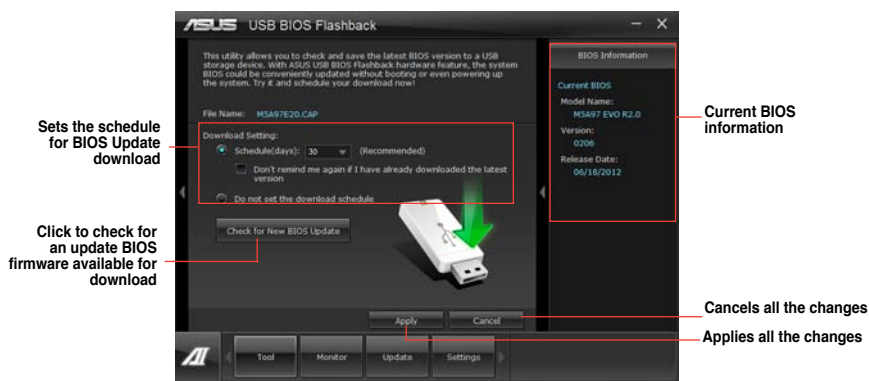 ASUS USB BIOS Flashback
This utility allows you to check and save the latest BIOS version to a USB
storage device. With ASUS USB BIOS Flashback hardware feature, the system
BIOS could be conveniently updated without booting or even powering up
the system. Try it and schedule your download now!
File Name: M5A97E20.CAP
Download Setting:
Schedule(days): 30 (Recommended)
Don't remind me again if I have already downloaded the latest
version
Do not set the download schedule
Check for New BIOS Update
Apply
Cancel
BIOS Information
Current BIOS
Model Name:
M5A97 EVO R2.0
Version:
0206
Release Date:
06/18/2012
AI
Tool
Monitor
Update
Settings
Sets the schedule
for BIOS Update
download
Click to check for
an update BIOS
firmware available for
download
Current BIOS
information
Cancels all the changes
Applies all the changes